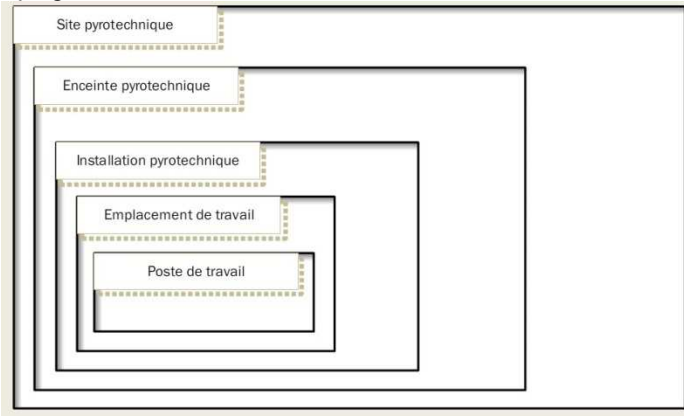 Site pyrotechnique
Enceinte pyrotechnique
Installation pyrotechnique
Emplacement de travail
Poste de travail